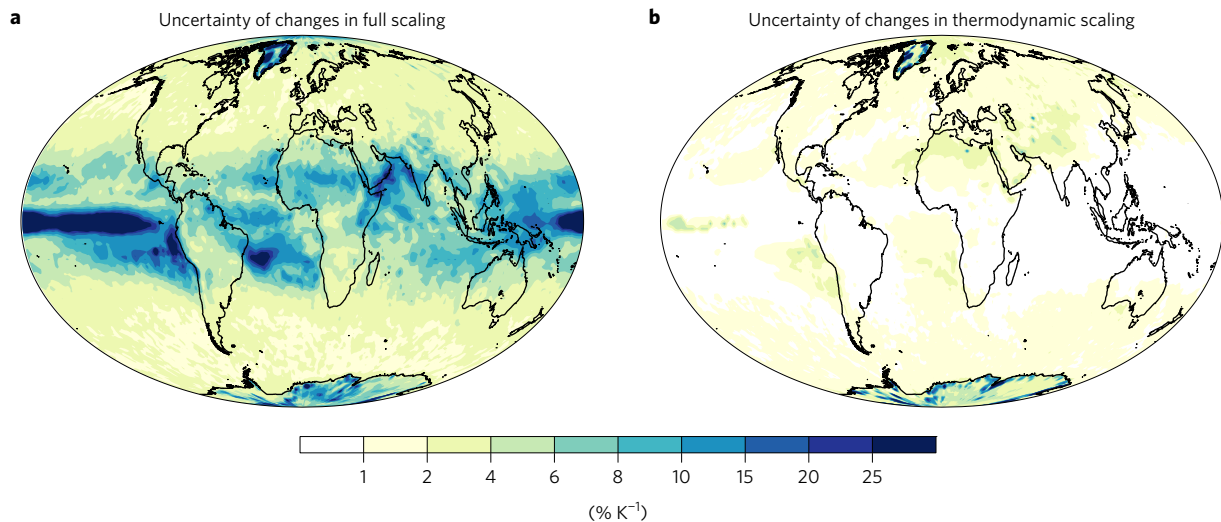 a
Uncertainty of changes in full scaling
b
Uncertainty of changes in thermodynamic scaling
1 2 4 6 8 10 15 20 25
(% K⁻¹)